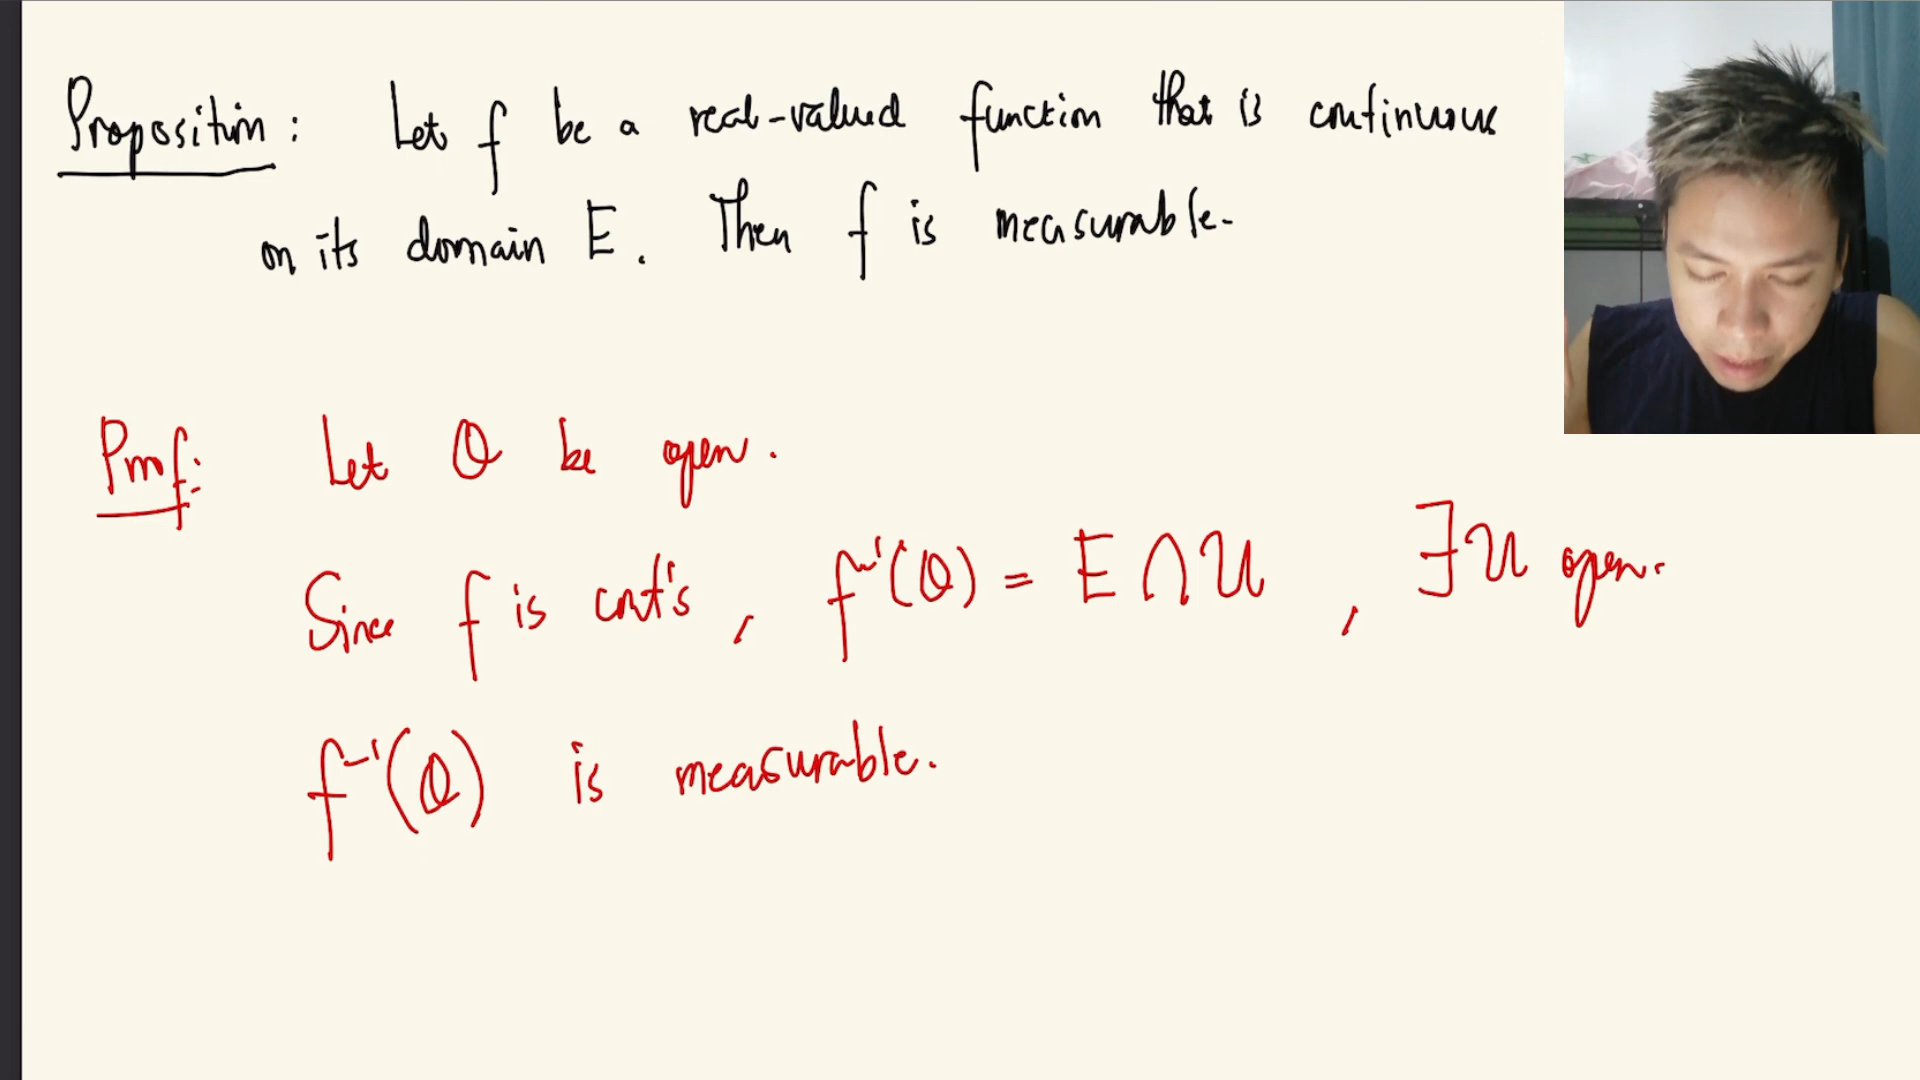 Proposition: Let f be a real-valued function that is continuous
on its domain E. Then f is measurable.
Proof: Let O be open.
Since f is cnt's, f⁻¹(O) = E ∩ U, ∃ U open.
f⁻¹(O) is measurable.